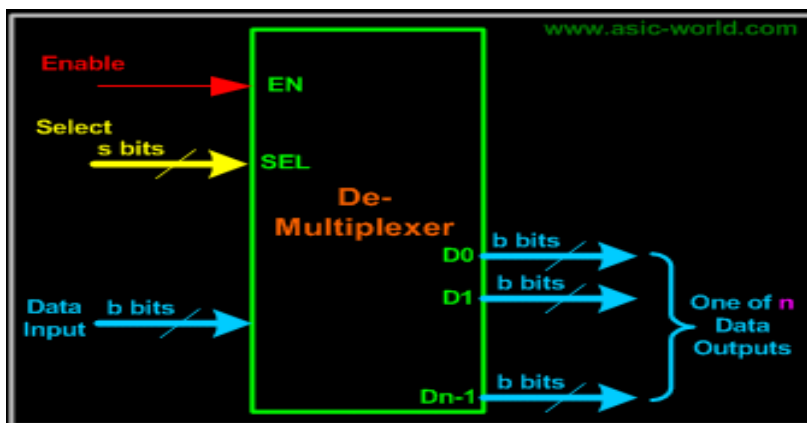 www.asic-world.com
Enable
EN
Select
s bits
SEL
De-
Multiplexer
D0
b bits
D1
b bits
Data
Input
b bits
One of n
Data
Outputs
Dn-1
b bits